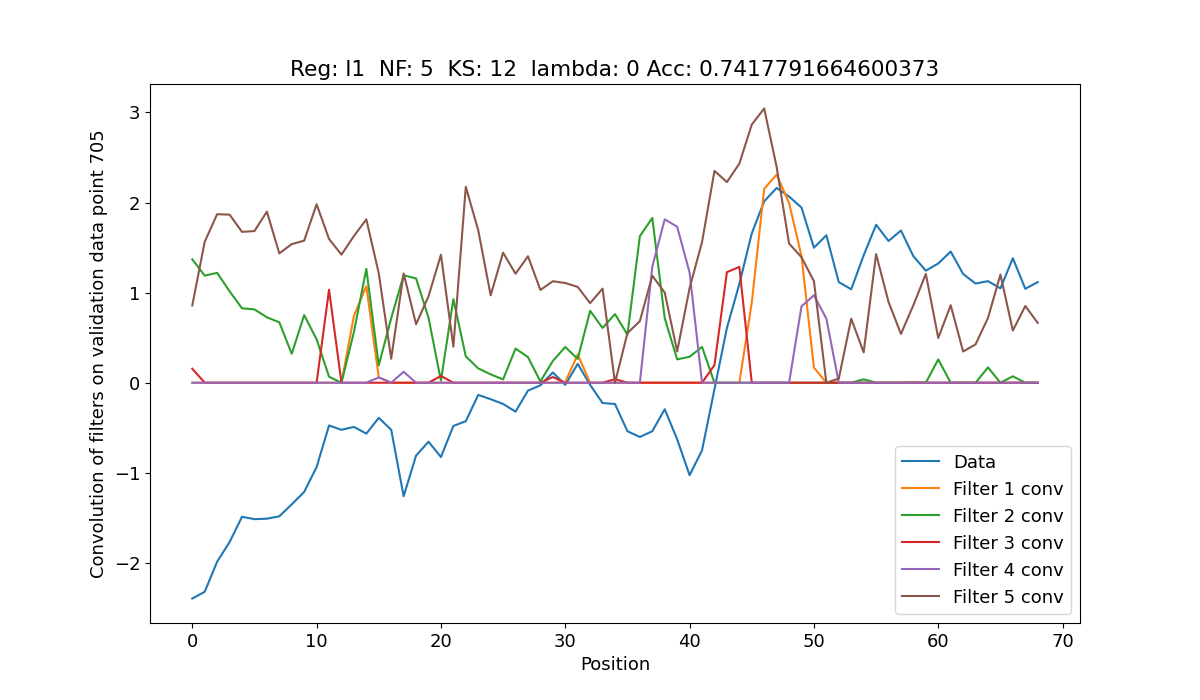 Reg: l1  NF: 5  KS: 12  lambda: 0 Acc: 0.7417791664600373
Convolution of filters on validation data point 705
3
2
1
0
−1
−2
Data
Filter 1 conv
Filter 2 conv
Filter 3 conv
Filter 4 conv
Filter 5 conv
0 10 20 30 40 50 60 70
Position